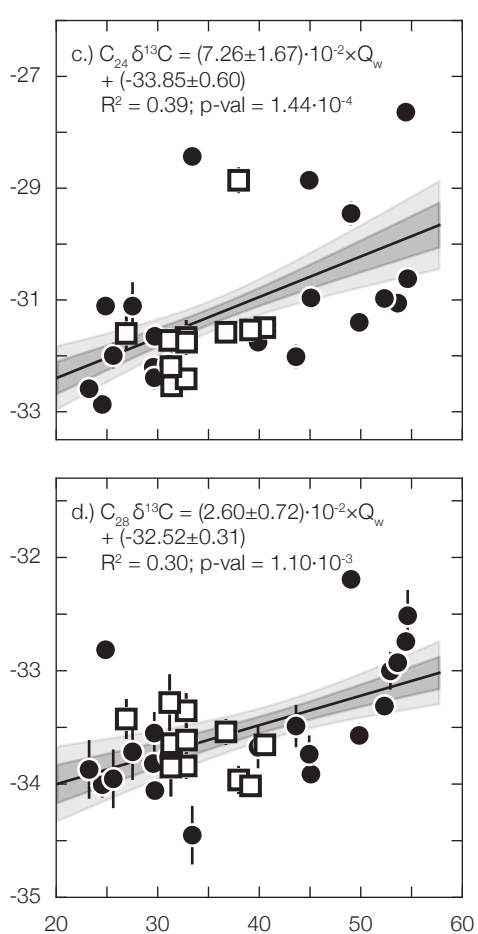 c.) C₂₄ δ¹³C = (7.26±1.67)·10⁻²×Q_w
+ (-33.85±0.60)
R² = 0.39; p-val = 1.44·10⁻⁴
-27
-29
-31
-33
d.) C₂₈ δ¹³C = (2.60±0.72)·10⁻²×Q_w
+ (-32.52±0.31)
R² = 0.30; p-val = 1.10·10⁻³
-32
-33
-34
-35
20 30 40 50 60